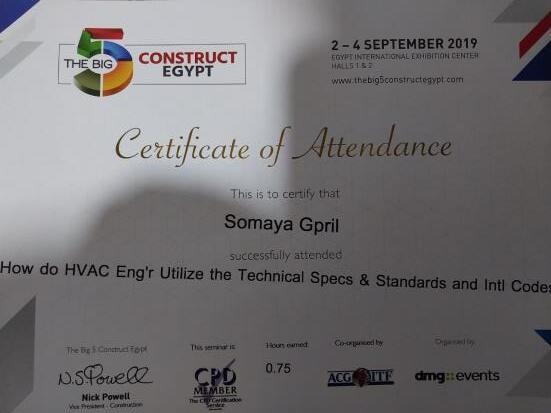 THE BIG 5
CONSTRUCT
EGYPT
2 – 4 SEPTEMBER 2019
EGYPT INTERNATIONAL EXHIBITION CENTER
HALLS 1 & 2
www.thebig5constructegypt.com
Certificate of Attendance
This is to certify that
Somaya Gpril
successfully attended
How do HVAC Eng'r Utilize the Technical Specs & Standards and Intl Codes
The Big 5 Construct Egypt
N.S.Powell
Nick Powell
Vice President - Construction
This seminar is:
CPD
MEMBER
The CPD Certification
Service
Hours earned:
0.75
Co-organised by
Organised by
dmg::events